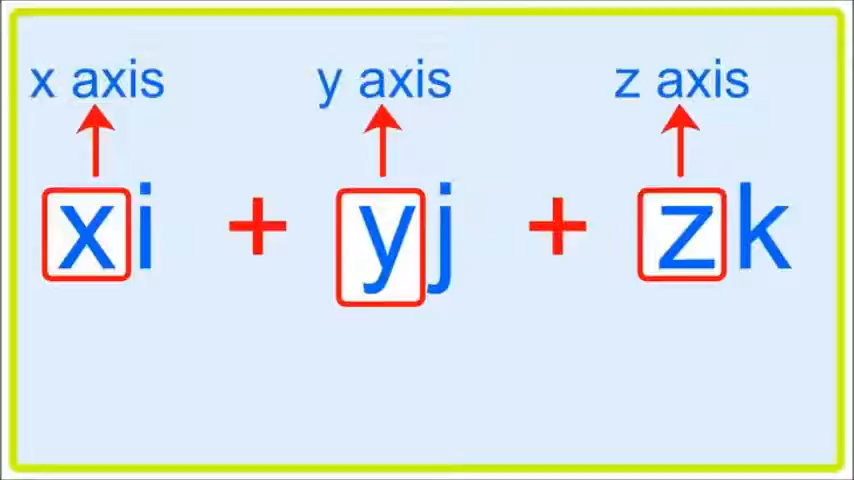 x axis y axis z axis
xi + yj + zk